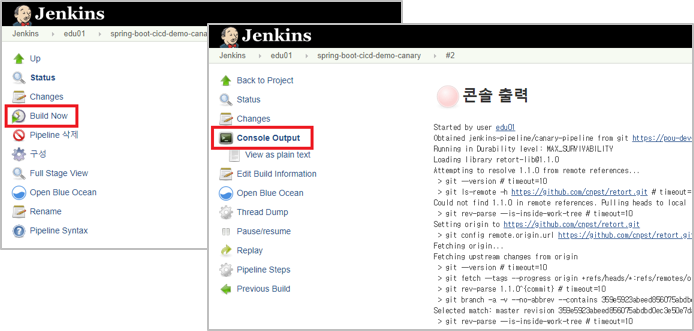 Jenkins
Jenkins › edu01 › spring-boot-cicd-demo-canary
Up
Status
Changes
Build Now
Pipeline 삭제
구성
Full Stage View
Open Blue Ocean
Rename
Pipeline Syntax
Jenkins
Jenkins › edu01 › spring-boot-cicd-demo-canary › #2
Back to Project
Status
Changes
Console Output
View as plain text
Edit Build Information
Open Blue Ocean
Thread Dump
Pause/resume
Replay
Pipeline Steps
Previous Build
콘솔 출력
Started by user edu01
Obtained jenkins-pipeline/canary-pipeline from git https://pou-dev
Running in Durability level: MAX_SURVIVABILITY
Loading library retort-lib@1.1.0
Attempting to resolve 1.1.0 from remote references...
> git --version # timeout=10
> git ls-remote -h https://github.com/cnpst/retort.git # timeout=
Could not find 1.1.0 in remote references. Pulling heads to local
> git rev-parse --is-inside-work-tree # timeout=10
Setting origin to https://github.com/cnpst/retort.git
> git config remote.origin.url https://github.com/cnpst/retort.git
Fetching origin...
Fetching upstream changes from origin
> git --version # timeout=10
> git fetch --tags --progress origin +refs/heads/*:refs/remotes/o
> git rev-parse 1.1.0^{commit} # timeout=10
> git branch -a -v --no-abbrev --contains
Selected match: master revision
> git rev-parse --is-inside-work-tree # timeout=10